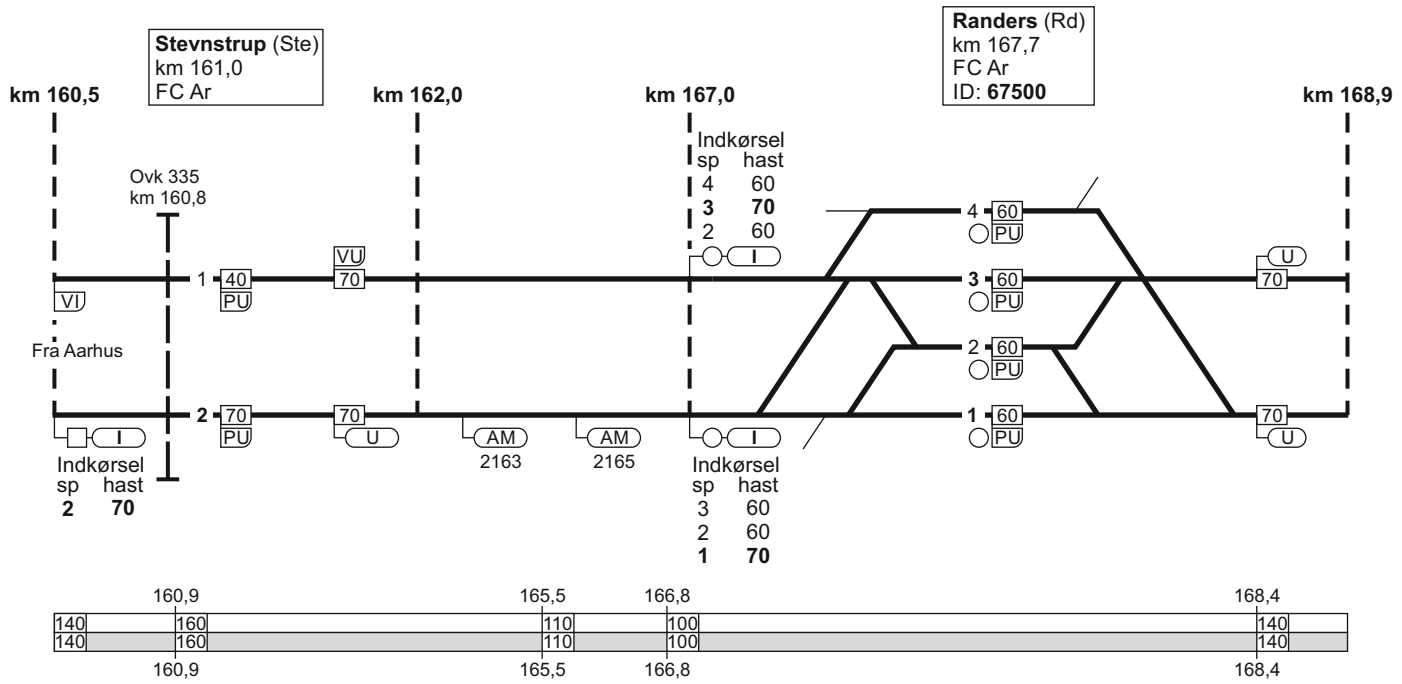 Stevnstrup (Ste)
km 161,0
FC Ar
Randers (Rd)
km 167,7
FC Ar
ID: 67500
km 160,5
km 162,0
km 167,0
km 168,9
Ovk 335
km 160,8
Indkørsel
sp hast
4 60
3 70
2 60
I
4 60
PU
VU
U
1 40
70
3 60
70
VI
PU
PU
Fra Aarhus
2 60
PU
2 70
70
1 60
70
I
PU
U
AM
AM
I
PU
U
2163
2165
Indkørsel
sp hast
2 70
Indkørsel
sp hast
3 60
2 60
1 70
160,9
165,5
166,8
168,4
140 160 110 100 140
140 160 110 100 140
160,9
165,5
166,8
168,4